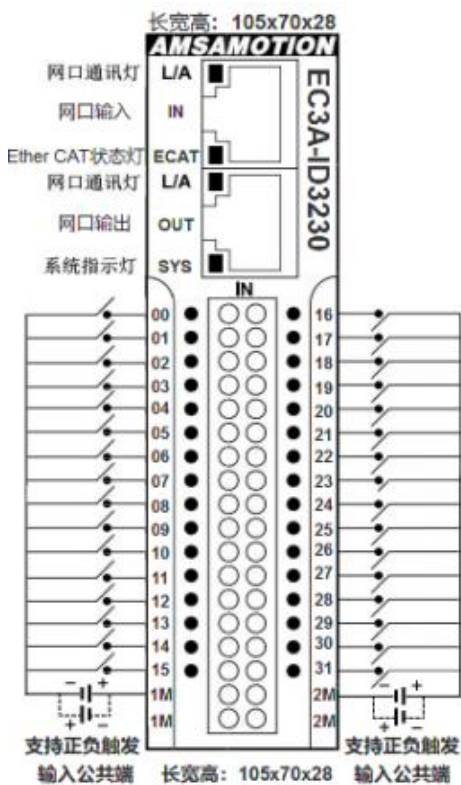 长宽高：105x70x28
AMSAMOTION
网口通讯灯 L/A
网口输入 IN
Ether CAT状态灯 ECAT
网口通讯灯 L/A
网口输出 OUT
系统指示灯 SYS
EC3A-ID3230
IN
00 16
01 17
02 18
03 19
04 20
05 21
06 22
07 23
08 24
09 25
10 26
11 27
12 28
13 29
14 30
15 31
- + 1M 2M - +
+ - 1M 2M + -
支持正负触发 支持正负触发
输入公共端 长宽高：105x70x28 输入公共端